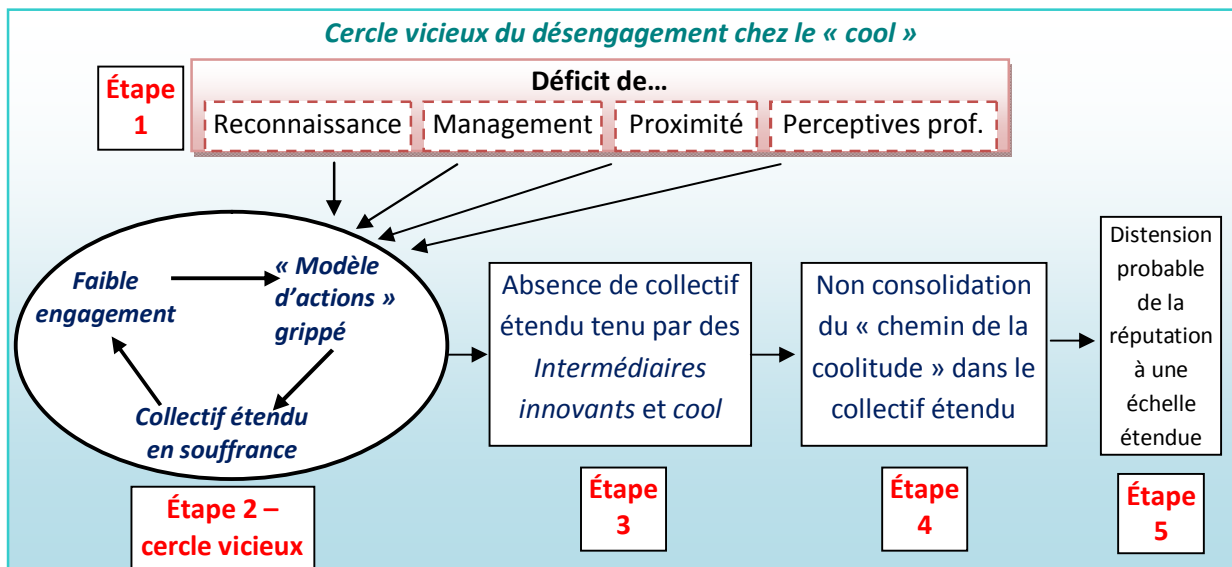 Cercle vicieux du désengagement chez le « cool »
Étape
1
Déficit de…
Reconnaissance
Management
Proximité
Perceptives prof.
Faible
engagement
« Modèle
d’actions »
grippé
Collectif étendu
en souffrance
Étape 2 –
cercle vicieux
Absence de collectif
étendu tenu par des
Intermédiaires
innovants et cool
Étape
3
Non consolidation
du « chemin de la
coolitude » dans le
collectif étendu
Étape
4
Distension
probable
de la
réputation
à une
échelle
étendue
Étape
5